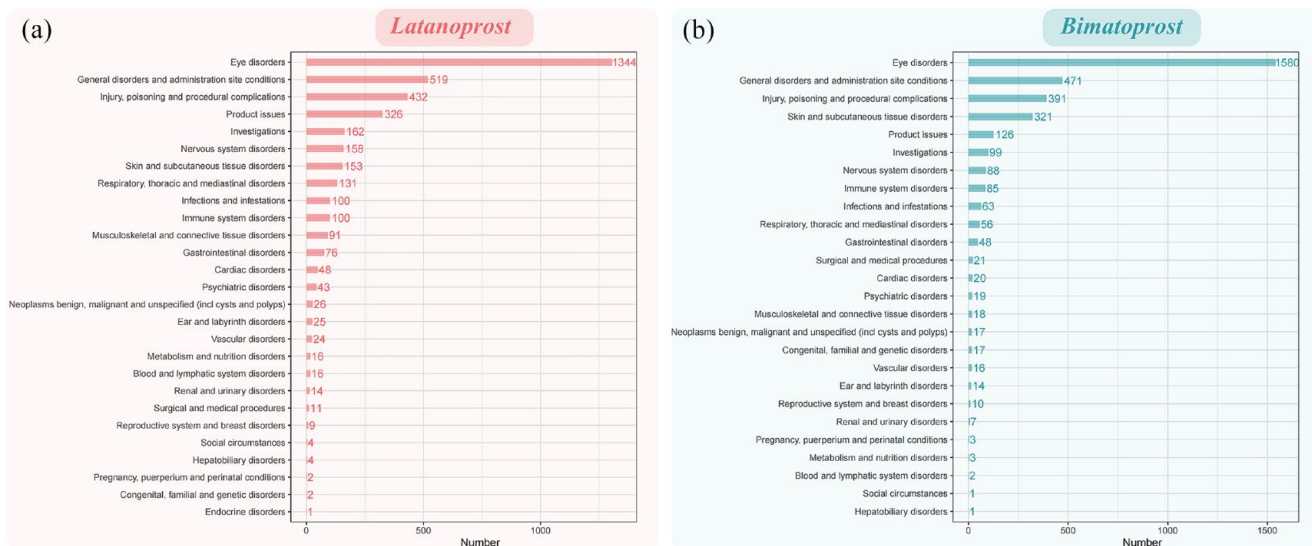 (a)
Latanoprost
Eye disorders 1344
General disorders and administration site conditions 519
Injury, poisoning and procedural complications 432
Product issues 326
Investigations 162
Nervous system disorders 158
Skin and subcutaneous tissue disorders 153
Respiratory, thoracic and mediastinal disorders 131
Infections and infestations 100
Immune system disorders 100
Musculoskeletal and connective tissue disorders 91
Gastrointestinal disorders 76
Cardiac disorders 48
Psychiatric disorders 43
Neoplasms benign, malignant and unspecified (incl cysts and polyps) 26
Ear and labyrinth disorders 25
Vascular disorders 24
Metabolism and nutrition disorders 16
Blood and lymphatic system disorders 16
Renal and urinary disorders 14
Surgical and medical procedures 11
Reproductive system and breast disorders 9
Social circumstances 4
Hepatobiliary disorders 4
Pregnancy, puerperium and perinatal conditions 2
Congenital, familial and genetic disorders 2
Endocrine disorders 1
0 500 1000
Number
(b)
Bimatoprost
Eye disorders 1580
General disorders and administration site conditions 471
Injury, poisoning and procedural complications 391
Skin and subcutaneous tissue disorders 321
Product issues 126
Investigations 99
Nervous system disorders 88
Immune system disorders 85
Infections and infestations 63
Respiratory, thoracic and mediastinal disorders 56
Gastrointestinal disorders 48
Surgical and medical procedures 21
Cardiac disorders 20
Psychiatric disorders 19
Musculoskeletal and connective tissue disorders 18
Neoplasms benign, malignant and unspecified (incl cysts and polyps) 17
Congenital, familial and genetic disorders 17
Vascular disorders 16
Ear and labyrinth disorders 14
Reproductive system and breast disorders 10
Renal and urinary disorders 7
Pregnancy, puerperium and perinatal conditions 3
Metabolism and nutrition disorders 3
Blood and lymphatic system disorders 2
Social circumstances 1
Hepatobiliary disorders 1
0 500 1000 1500
Number